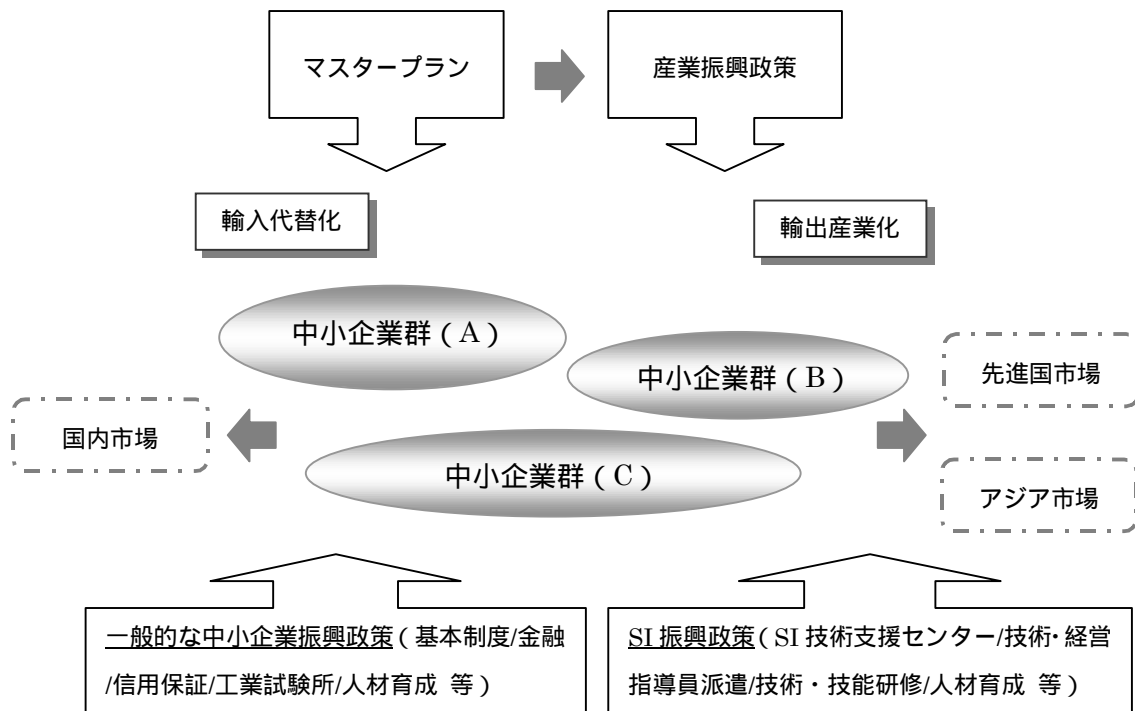 マスタープラン
産業振興政策
輸入代替化
輸出産業化
中小企業群(A)
中小企業群(B)
先進国市場
国内市場
中小企業群(C)
アジア市場
一般的な中小企業振興政策(基本制度/金融
/信用保証/工業試験所/人材育成 等)
SI 振興政策(SI 技術支援センター/技術・経営
指導員派遣/技術・技能研修/人材育成 等)